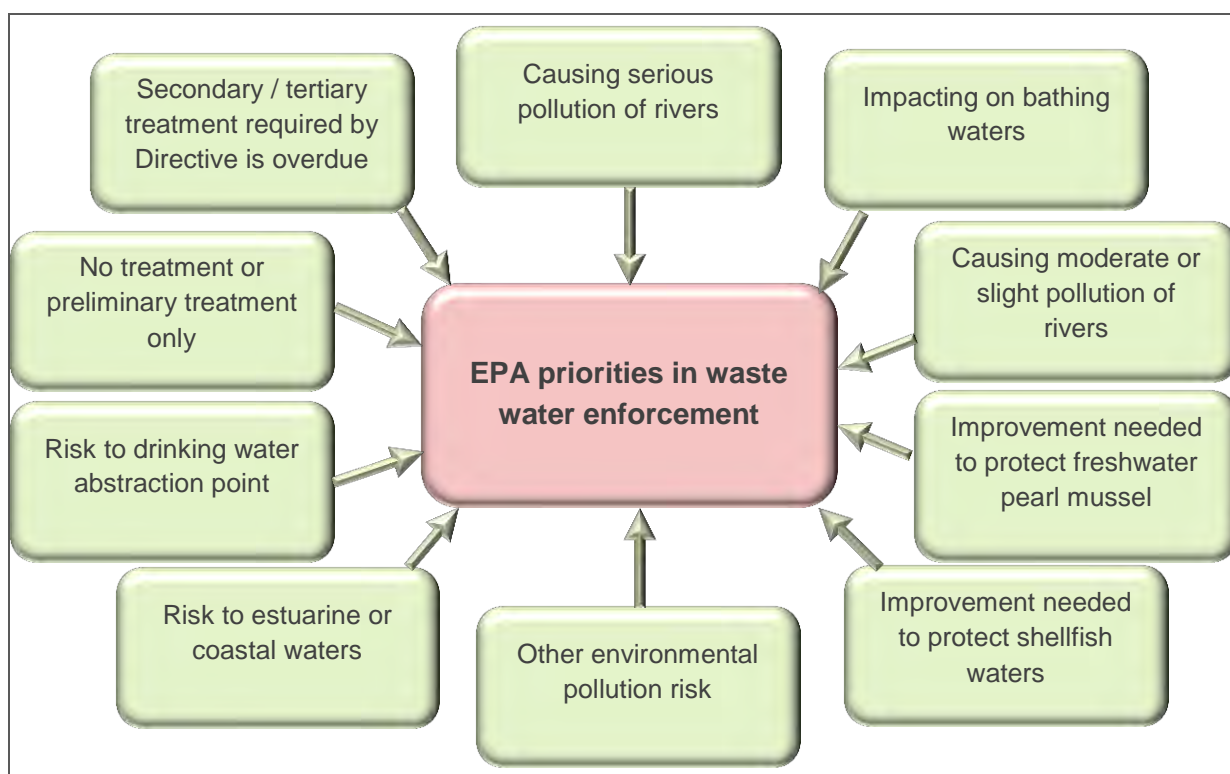 Secondary / tertiary
treatment required by
Directive is overdue
Causing serious
pollution of rivers
Impacting on bathing
waters
No treatment or
preliminary treatment
only
EPA priorities in waste
water enforcement
Causing moderate or
slight pollution of
rivers
Risk to drinking water
abstraction point
Improvement needed
to protect freshwater
pearl mussel
Risk to estuarine or
coastal waters
Other environmental
pollution risk
Improvement needed
to protect shellfish
waters